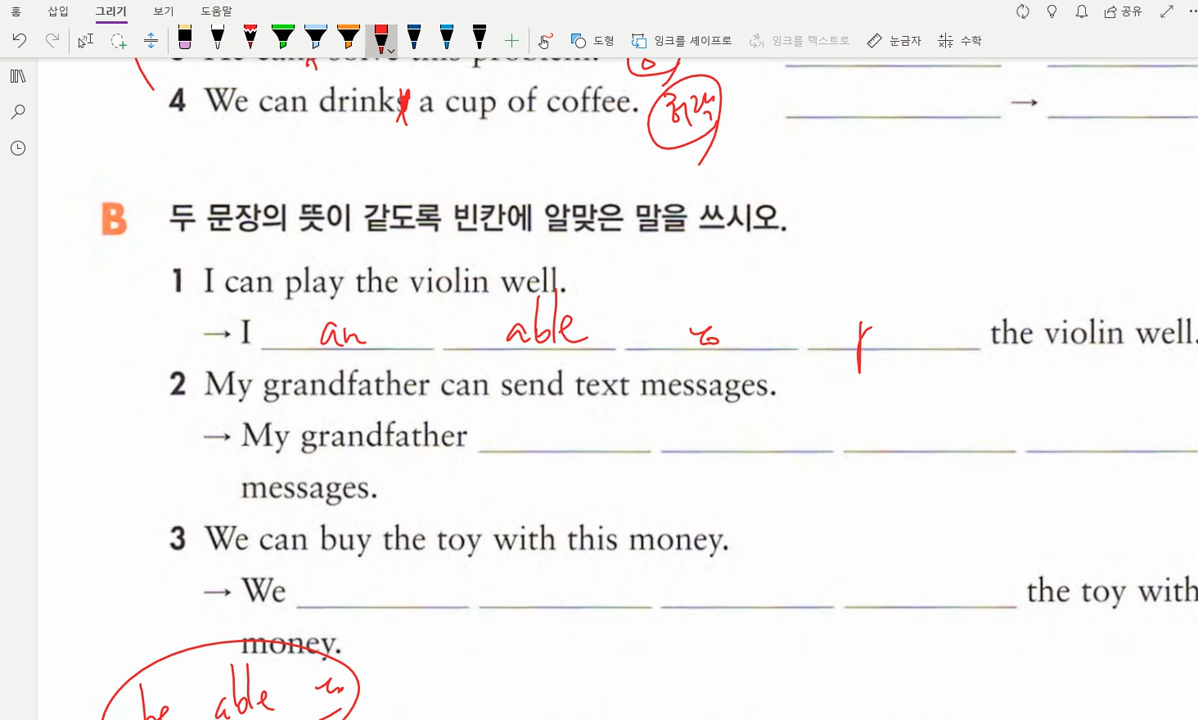 홈 삽입 그리기 보기 도움말
공유
도형 잉크를 셰이프로 잉크를 텍스트로 눈금자 수학
4 We can drinks a cup of coffee. 허락
B 두 문장의 뜻이 같도록 빈칸에 알맞은 말을 쓰시오.
1 I can play the violin well.
→ I an able to p the violin well.
2 My grandfather can send text messages.
→ My grandfather
messages.
3 We can buy the toy with this money.
→ We the toy with
money.
be able to